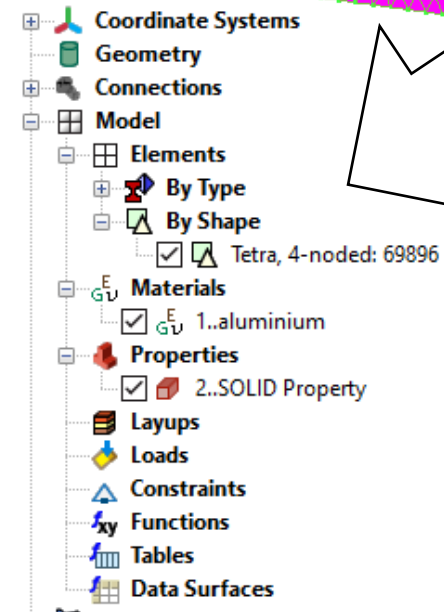 Coordinate Systems
Geometry
Connections
Model
Elements
By Type
By Shape
Tetra, 4-noded: 69896
Materials
1..aluminium
Properties
2..SOLID Property
Layups
Loads
Constraints
Functions
Tables
Data Surfaces